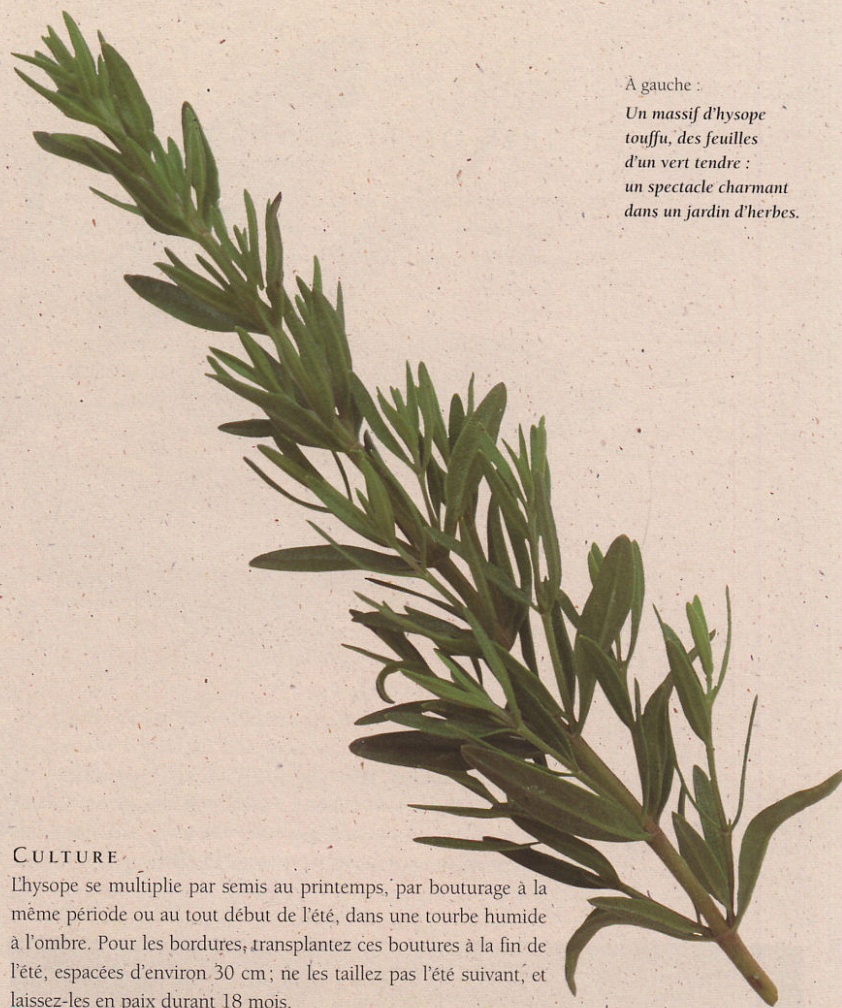 À gauche :
Un massif d'hysope
touffu, des feuilles
d'un vert tendre :
un spectacle charmant
dans un jardin d'herbes.
CULTURE
L'hysope se multiplie par semis au printemps, par bouturage à la
même période ou au tout début de l'été, dans une tourbe humide
à l'ombre. Pour les bordures, transplantez ces boutures à la fin de
l'été, espacées d'environ 30 cm ; ne les taillez pas l'été suivant, et
laissez-les en paix durant 18 mois.